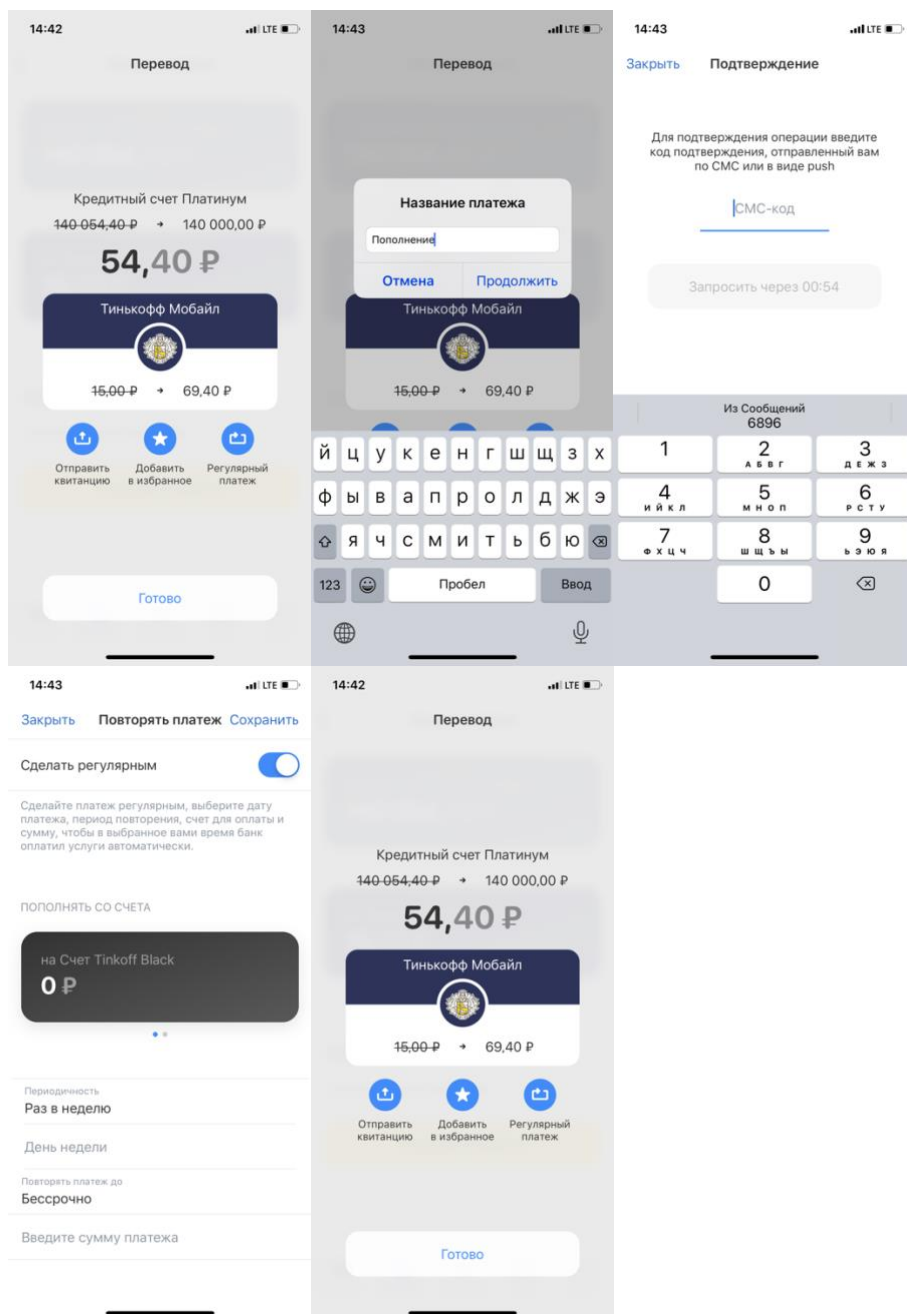 14:42
LTE
Перевод
Кредитный счет Платинум
140 054,40 ₽ → 140 000,00 ₽
54,40 ₽
Тинькофф Мобайл
15,00 ₽ → 69,40 ₽
Отправить квитанцию
Добавить в избранное
Регулярный платеж
Готово
14:43
LTE
Перевод
Название платежа
Пополнение
Отмена
Продолжить
Тинькофф Мобайл
15,00 ₽ → 69,40 ₽
й ц у к е н г ш щ з х
ф ы в а п р о л д ж э
я ч с м и т ь б ю
123
Пробел
Ввод
14:43
LTE
Закрыть
Подтверждение
Для подтверждения операции введите
код подтверждения, отправленный вам
по СМС или в виде push
СМС-код
Запросить через 00:54
Из Сообщений
6896
1 2 3
А Б В Г Д Е Ж З
4 5 6
И Й К Л М Н О П Р С Т У
7 8 9
Ф Х Ц Ч Ш Щ Ъ Ы Ь Э Ю Я
0
14:43
LTE
Закрыть
Повторять платеж
Сохранить
Сделать регулярным
Сделайте платеж регулярным, выберите дату
платежа, период повторения, счет для оплаты и
сумму, чтобы в выбранное вами время банк
оплатил услуги автоматически.
ПОПОЛНЯТЬ СО СЧЕТА
на Счет Tinkoff Black
0 ₽
Периодичность
Раз в неделю
День недели
Повторять платеж до
Бессрочно
Введите сумму платежа
14:42
LTE
Перевод
Кредитный счет Платинум
140 054,40 ₽ → 140 000,00 ₽
54,40 ₽
Тинькофф Мобайл
15,00 ₽ → 69,40 ₽
Отправить квитанцию
Добавить в избранное
Регулярный платеж
Готово